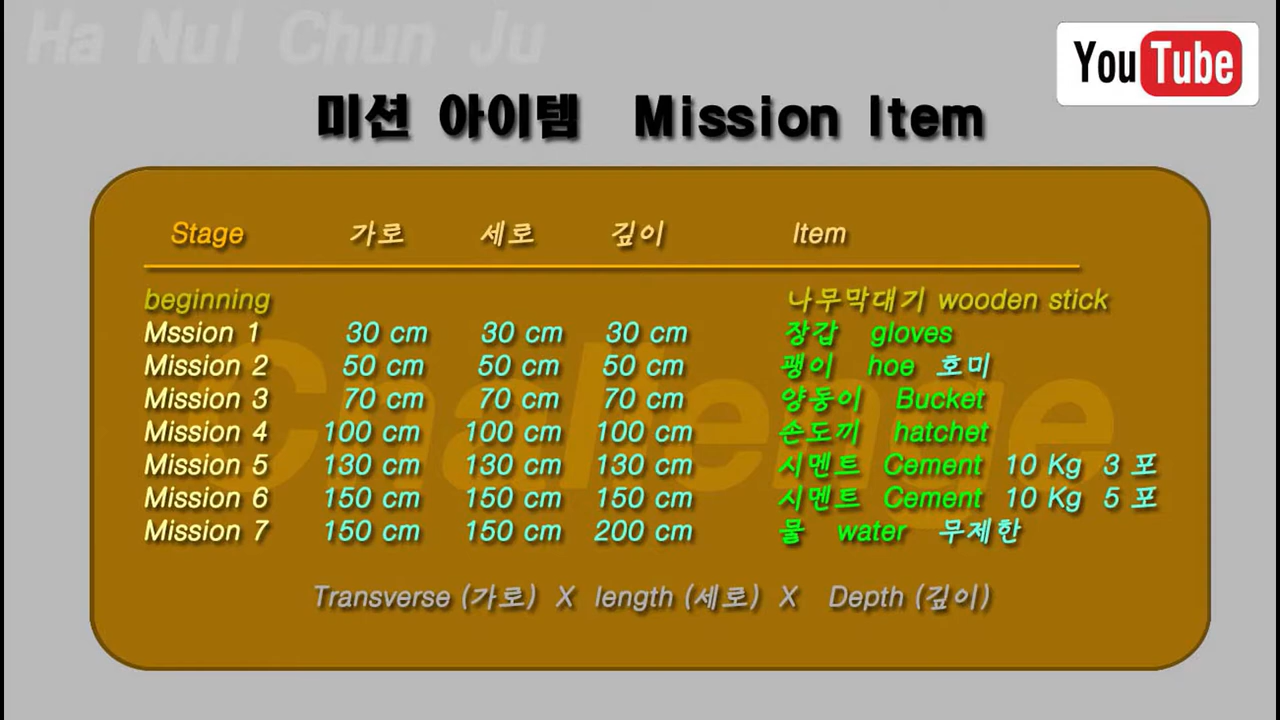 Ha Nul Chun Ju
YouTube
미션 아이템 Mission Item
Stage 가로 세로 깊이 Item
beginning 나무막대기 wooden stick
Mssion 1 30 cm 30 cm 30 cm 장갑 gloves
Mission 2 50 cm 50 cm 50 cm 괭이 hoe 호미
Mission 3 70 cm 70 cm 70 cm 양동이 Bucket
Mission 4 100 cm 100 cm 100 cm 손도끼 hatchet
Mission 5 130 cm 130 cm 130 cm 시멘트 Cement 10 Kg 3 포
Mission 6 150 cm 150 cm 150 cm 시멘트 Cement 10 Kg 5 포
Mission 7 150 cm 150 cm 200 cm 물 water 무제한
Challenge
Transverse (가로) X length (세로) X Depth (깊이)